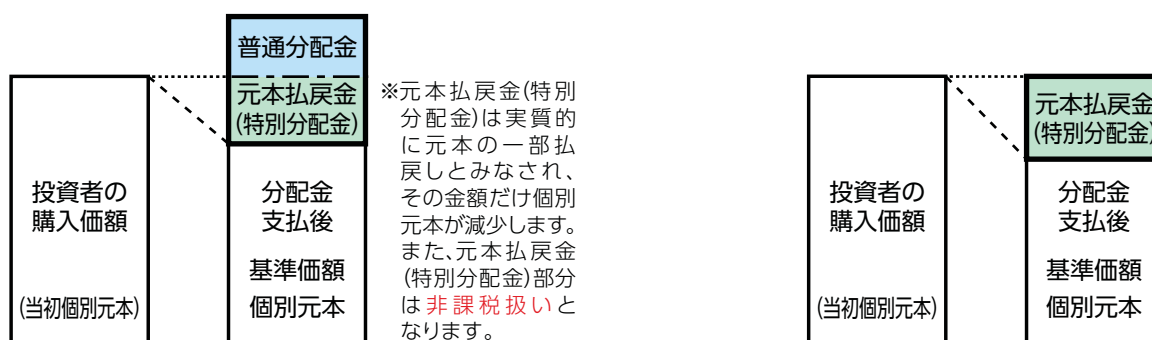 普通分配金
元本払戻金
(特別分配金)
投資者の
購入価額
(当初個別元本)
分配金
支払後
基準価額
個別元本
※元本払戻金(特別
分配金)は実質的
に元本の一部払
戻しとみなされ、
その金額だけ個別
元本が減少します。
また、元本払戻金
(特別分配金)部分
は非課税扱いと
なります。
投資者の
購入価額
(当初個別元本)
元本払戻金
(特別分配金)
分配金
支払後
基準価額
個別元本